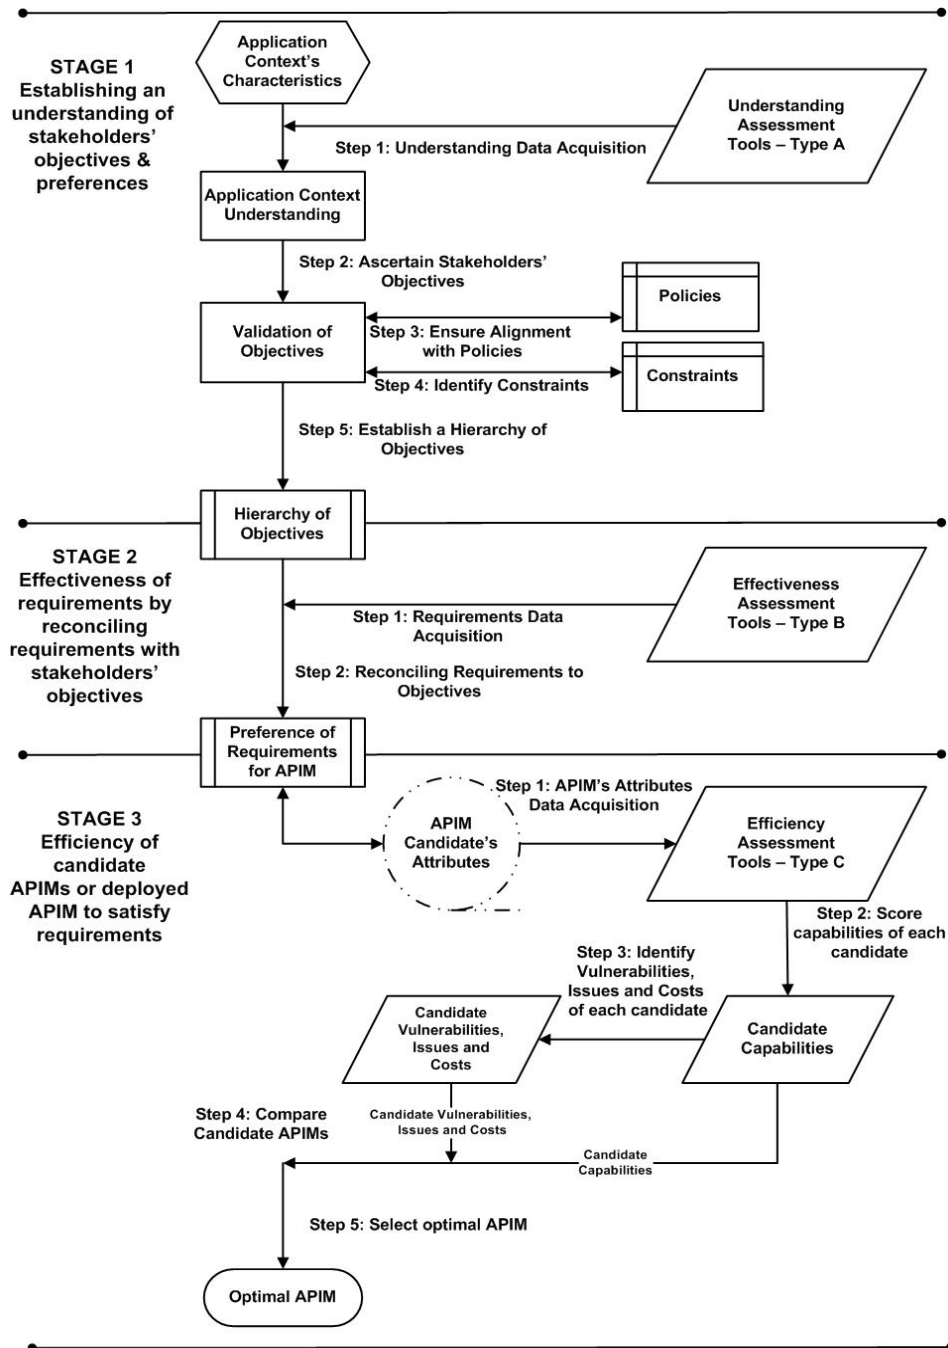 Application
Context's
Characteristics
STAGE 1
Establishing an
understanding of
stakeholders'
objectives &
preferences
Understanding
Assessment
Tools – Type A
Step 1: Understanding Data Acquisition
Application Context
Understanding
Step 2: Ascertain Stakeholders'
Objectives
Policies
Validation of
Objectives
Step 3: Ensure Alignment
with Policies
Constraints
Step 4: Identify Constraints
Step 5: Establish a Hierarchy of
Objectives
Hierarchy of
Objectives
STAGE 2
Effectiveness of
requirements by
reconciling
requirements with
stakeholders'
objectives
Effectiveness
Assessment
Tools – Type B
Step 1: Requirements Data
Acquisition
Step 2: Reconciling Requirements to
Objectives
Preference of
Requirements
for APIM
STAGE 3
Efficiency of
candidate
APIMs or deployed
APIM to satisfy
requirements
Step 1: APIM's Attributes
Data Acquisition
APIM
Candidate's
Attributes
Efficiency
Assessment
Tools – Type C
Step 2: Score
capabilities of each
candidate
Step 3: Identify
Vulnerabilities,
Issues and Costs
of each candidate
Candidate
Vulnerabilities,
Issues and
Costs
Candidate
Capabilities
Step 4: Compare
Candidate APIMs
Candidate Vulnerabilities,
Issues and Costs
Candidate
Capabilities
Step 5: Select optimal APIM
Optimal APIM